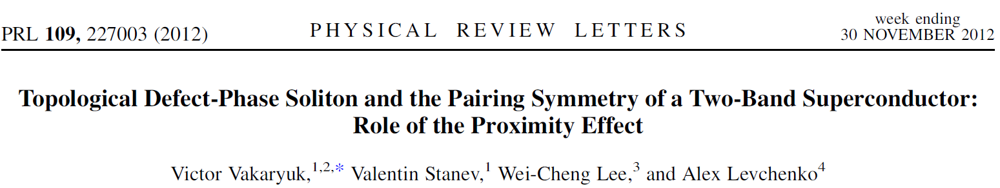 PRL 109, 227003 (2012)
PHYSICAL REVIEW LETTERS
week ending
30 NOVEMBER 2012
Topological Defect-Phase Soliton and the Pairing Symmetry of a Two-Band Superconductor:
Role of the Proximity Effect
Victor Vakaryuk,1,2,* Valentin Stanev,1 Wei-Cheng Lee,3 and Alex Levchenko4